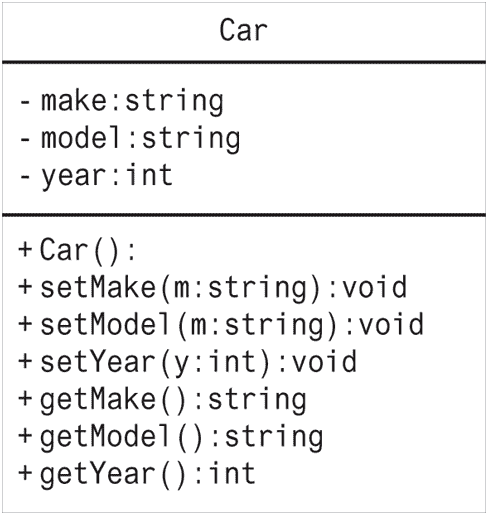 Car
- make:string
- model:string
- year:int
+ Car():
+ setMake(m:string):void
+ setModel(m:string):void
+ setYear(y:int):void
+ getMake():string
+ getModel():string
+ getYear():int